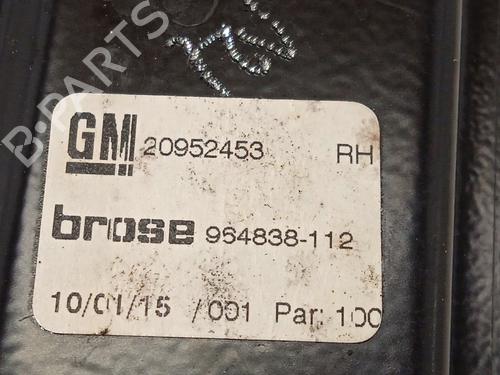 B-PARTS
GM 20952453 RH
brose 964838-112
10/01/15 /001 Par: 100